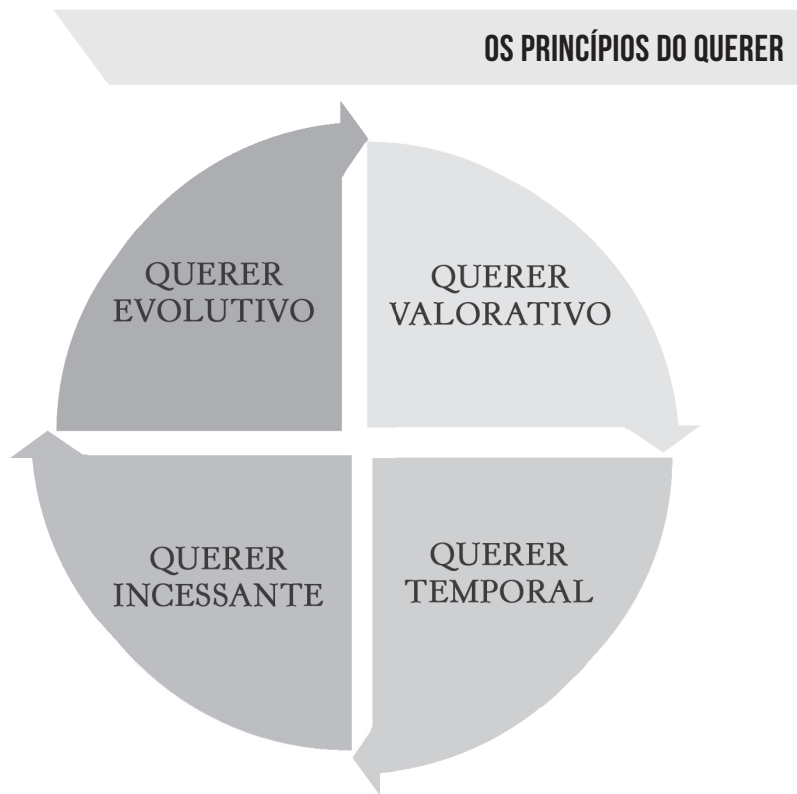 OS PRINCÍPIOS DO QUERER
QUERER
EVOLUTIVO
QUERER
VALORATIVO
QUERER
INCESSANTE
QUERER
TEMPORAL